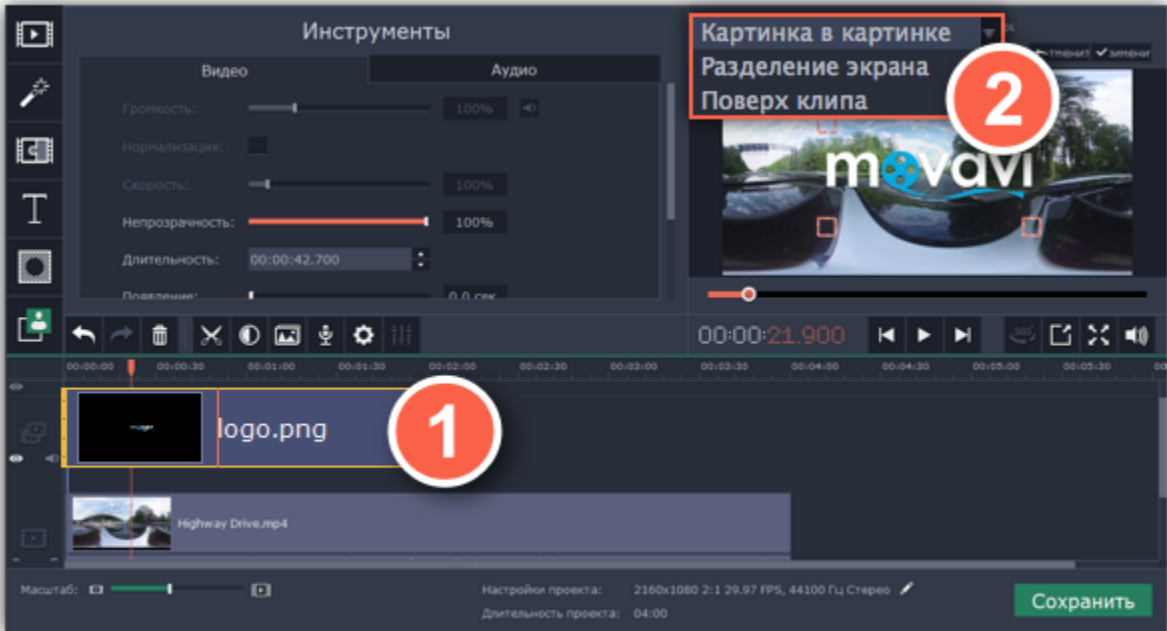 Инструменты
Видео
Аудио
Громкость:
100%
Нормализация:
Скорость:
100%
Непрозрачность:
100%
Длительность:
00:00:42.700
Появление:
0.0 сек
Картинка в картинке
Разделение экрана
Поверх клипа
2
movavi
00:00:21.900
360°
00:00:00
00:00:30
00:01:00
00:01:30
00:02:00
00:02:30
00:03:00
00:03:30
00:04:00
00:04:30
00:05:00
00:05:30
logo.png
1
Highway Drive.mp4
Масштаб:
Настройки проекта: 2160x1080 2:1 29.97 FPS, 44100 Гц Стерео
Длительность проекта: 04:00
Сохранить